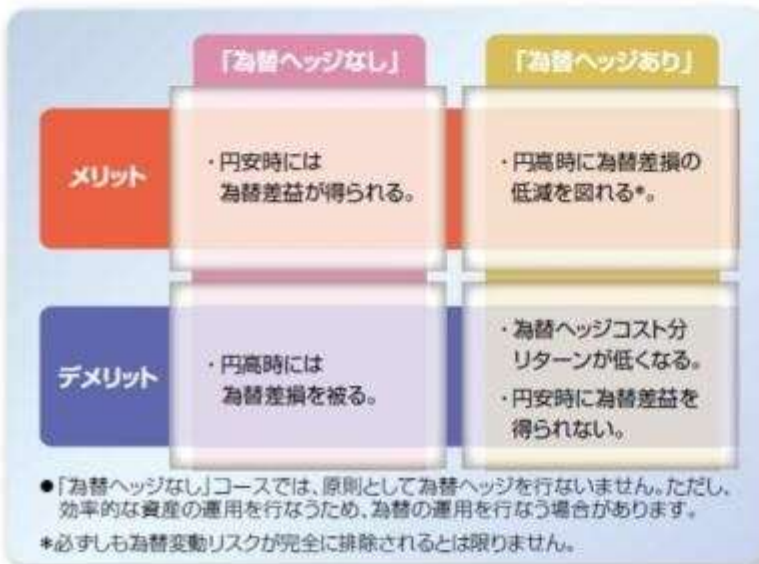 「為替ヘッジなし」
「為替ヘッジあり」
メリット
・円安時には
為替差益が得られる。
・円高時に為替差損の
低減を図れる*。
デメリット
・円高時には
為替差損を被る。
・為替ヘッジコスト分
リターンが低くなる。
・円安時に為替差益を
得られない。
●「為替ヘッジなし」コースでは、原則として為替ヘッジを行ないません。ただし、
効率的な資産の運用を行なうため、為替の運用を行なう場合があります。
*必ずしも為替変動リスクが完全に排除されるとは限りません。